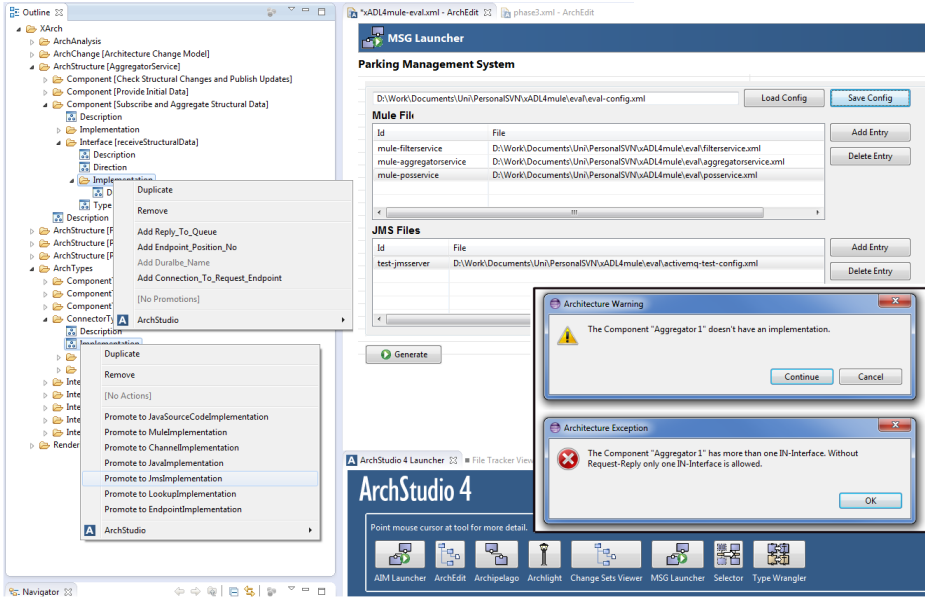 Outline
XArch
ArchAnalysis
ArchChange [Architecture Change Model]
ArchStructure [AggregatorService]
Component [Check Structural Changes and Publish Updates]
Component [Provide Initial Data]
Component [Subscribe and Aggregate Structural Data]
Description
Implementation
Interface [receiveStructuralData]
Description
Direction
Implementation
D
Type
Description
ArchStructure [F
ArchStructure [F
ArchStructure [F
ArchTypes
ComponentT
ComponentT
ComponentT
ConnectorTy
Description
Implementation
Inte
Inte
Inte
Inte
Inte
Render
Duplicate
Remove
Add Reply_To_Queue
Add Endpoint_Position_No
Add Duralbe_Name
Add Connection_To_Request_Endpoint
[No Promotions]
ArchStudio
Duplicate
Remove
[No Actions]
Promote to JavaSourceCodeImplementation
Promote to MuleImplementation
Promote to ChannelImplementation
Promote to JavaImplementation
Promote to JmsImplementation
Promote to LookupImplementation
Promote to EndpointImplementation
ArchStudio
Navigator
*xADL4mule-eval.xml - ArchEdit
phase3.xml - ArchEdit
MSG Launcher
Parking Management System
D:\Work\Documents\Uni\PersonalSVN\xADL4mule\eval\eval-config.xml
Load Config
Save Config
Mule File
Id File
Add Entry
mule-filterservice D:\Work\Documents\Uni\PersonalSVN\xADL4mule\eval\filterservice.xml
Delete Entry
mule-aggregatorservice D:\Work\Documents\Uni\PersonalSVN\xADL4mule\eval\aggregatorservice.xml
mule-posservice D:\Work\Documents\Uni\PersonalSVN\xADL4mule\eval\posservice.xml
JMS Files
Id File
Add Entry
test-jmsserver D:\Work\Documents\Uni\PersonalSVN\xADL4mule\eval\activemq-test-config.xml
Delete Entry
Generate
Architecture Warning
The Component "Aggregator 1" doesn't have an implementation.
Continue
Cancel
Architecture Exception
The Component "Aggregator 1" has more than one IN-Interface. Without
Request-Reply only one IN-Interface is allowed.
OK
ArchStudio 4 Launcher
File Tracker View
ArchStudio 4
Point mouse cursor at tool for more detail.
AIM Launcher ArchEdit Archipelago Archlight Change Sets Viewer MSG Launcher Selector Type Wrangler